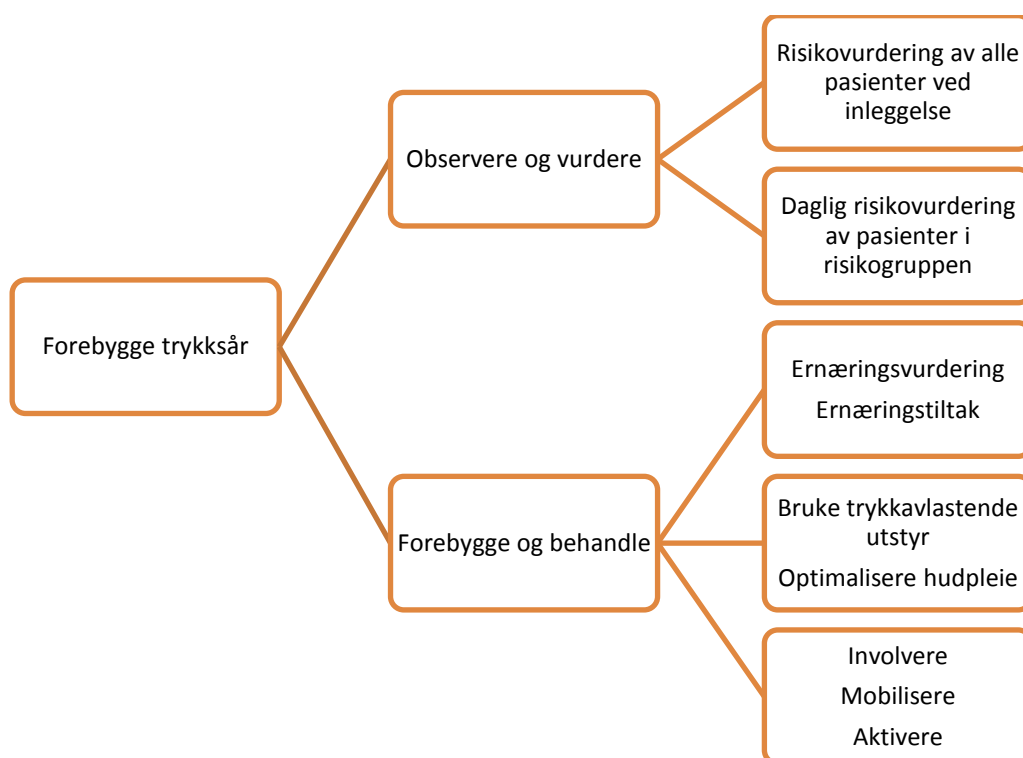 Forebygge trykksår
Observere og vurdere
Risikovurdering av alle
pasienter ved
inleggelse
Daglig risikovurdering
av pasienter i
risikogruppen
Forebygge og behandle
Ernæringsvurdering
Ernæringstiltak
Bruke trykkavlastende
utstyr
Optimalisere hudpleie
Involvere
Mobilisere
Aktivere